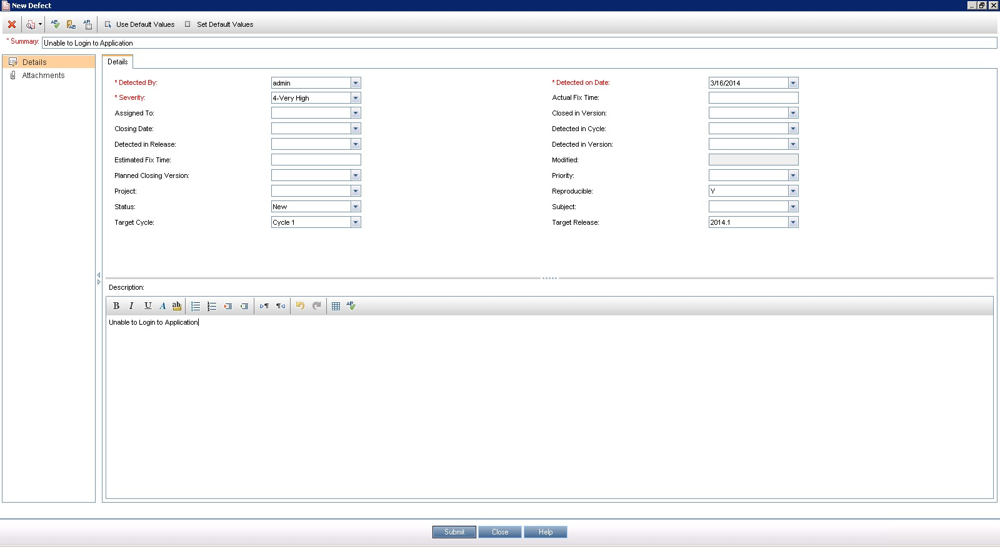 New Defect
Use Default Values Set Default Values
* Summary: Unable to Login to Application
Details
Attachments
Details
* Detected By: admin * Detected on Date: 3/16/2014
* Severity: 4-Very High Actual Fix Time:
Assigned To: Closed in Version:
Closing Date: Detected in Cycle:
Detected in Release: Detected in Version:
Estimated Fix Time: Modified:
Planned Closing Version: Priority:
Project: Reproducible: Y
Status: New Subject:
Target Cycle: Cycle 1 Target Release: 2014.1
Description:
B I U A ab
Unable to Login to Application
Submit Close Help